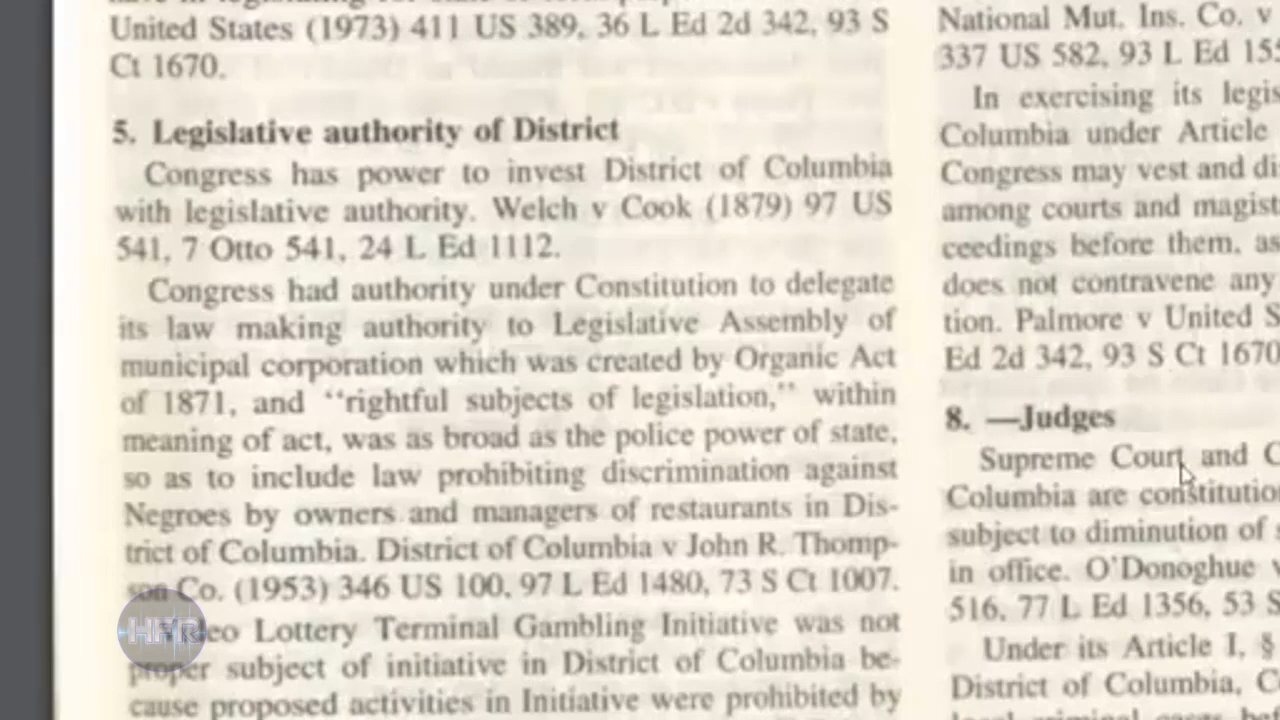 United States (1973) 411 US 389, 36 L Ed 2d 342, 93 S
Ct 1670.
5. Legislative authority of District
Congress has power to invest District of Columbia
with legislative authority. Welch v Cook (1879) 97 US
541, 7 Otto 541, 24 L Ed 1112.
Congress had authority under Constitution to delegate
its law making authority to Legislative Assembly of
municipal corporation which was created by Organic Act
of 1871, and “rightful subjects of legislation,” within
meaning of act, was as broad as the police power of state,
so as to include law prohibiting discrimination against
Negroes by owners and managers of restaurants in Dis-
trict of Columbia. District of Columbia v John R. Thomp-
son Co. (1953) 346 US 100, 97 L Ed 1480, 73 S Ct 1007.
Lottery Terminal Gambling Initiative was not
proper subject of initiative in District of Columbia be-
cause proposed activities in Initiative were prohibited by
National Mut. Ins. Co. v
337 US 582, 93 L Ed 155
In exercising its legis
Columbia under Article
Congress may vest and di
among courts and magist
ceedings before them, as
does not contravene any
tion. Palmore v United S
Ed 2d 342, 93 S Ct 1670
8. —Judges
Supreme Court and C
Columbia are constitutio
subject to diminution of
in office. O’Donoghue v
516, 77 L Ed 1356, 53 S
Under its Article I, §
District of Columbia, C
HMR